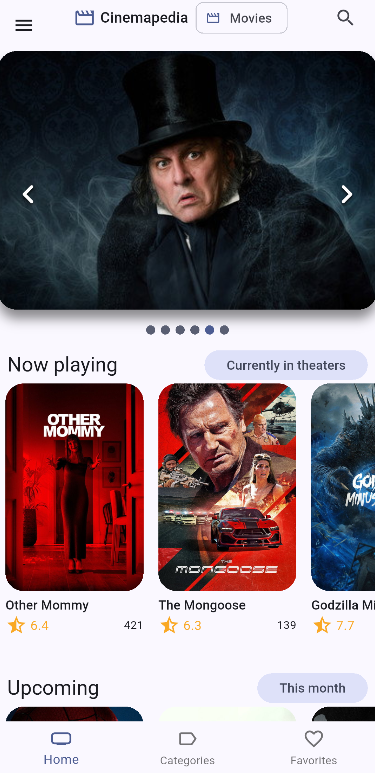 Cinemapedia
Movies
Now playing
Currently in theaters
OTHER
MOMMY
THE
MONGOOSE
Other Mommy
The Mongoose
Godzilla Mi
6.4
421
6.3
139
7.7
Upcoming
This month
Home
Categories
Favorites